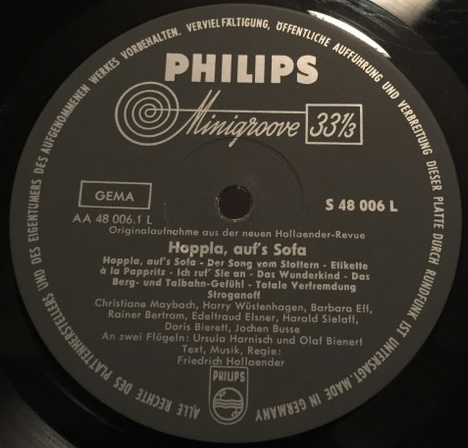 ALLE RECHTE DES PLATTENHERSTELLERS UND DES EIGENTÜMERS DES AUFGENOMMENEN WERKES VORBEHALTEN. VERVIELFÄLTIGUNG, ÖFFENTLICHE AUFFÜHRUNG UND VERBREITUNG DIESER PLATTE DURCH RUNDFUNK IST UNTERSAGT. MADE IN GERMANY
PHILIPS
Minigroove 33⅓
GEMA
S 48 006 L
AA 48 006.1 L
Originalaufnahme aus der neuen Hollaender-Revue
Hoppla, auf's Sofa
Hoppla, auf's Sofa - Der Song vom Stottern - Etikette
à la Pappritz - Ich ruf' Sie an - Das Wunderkind - Das
Berg- und Talbahn-Gefühl - Totale Verfremdung
Stroganoff
Christiane Maybach, Harry Wüstenhagen, Barbara Eff,
Rainer Bertram, Edeltraud Elsner, Harald Sielaff,
Doris Bierett, Jochen Busse
An zwei Flügeln: Ursula Harnisch und Olaf Bienert
Text, Musik, Regie:
Friedrich Hollaender
PHILIPS